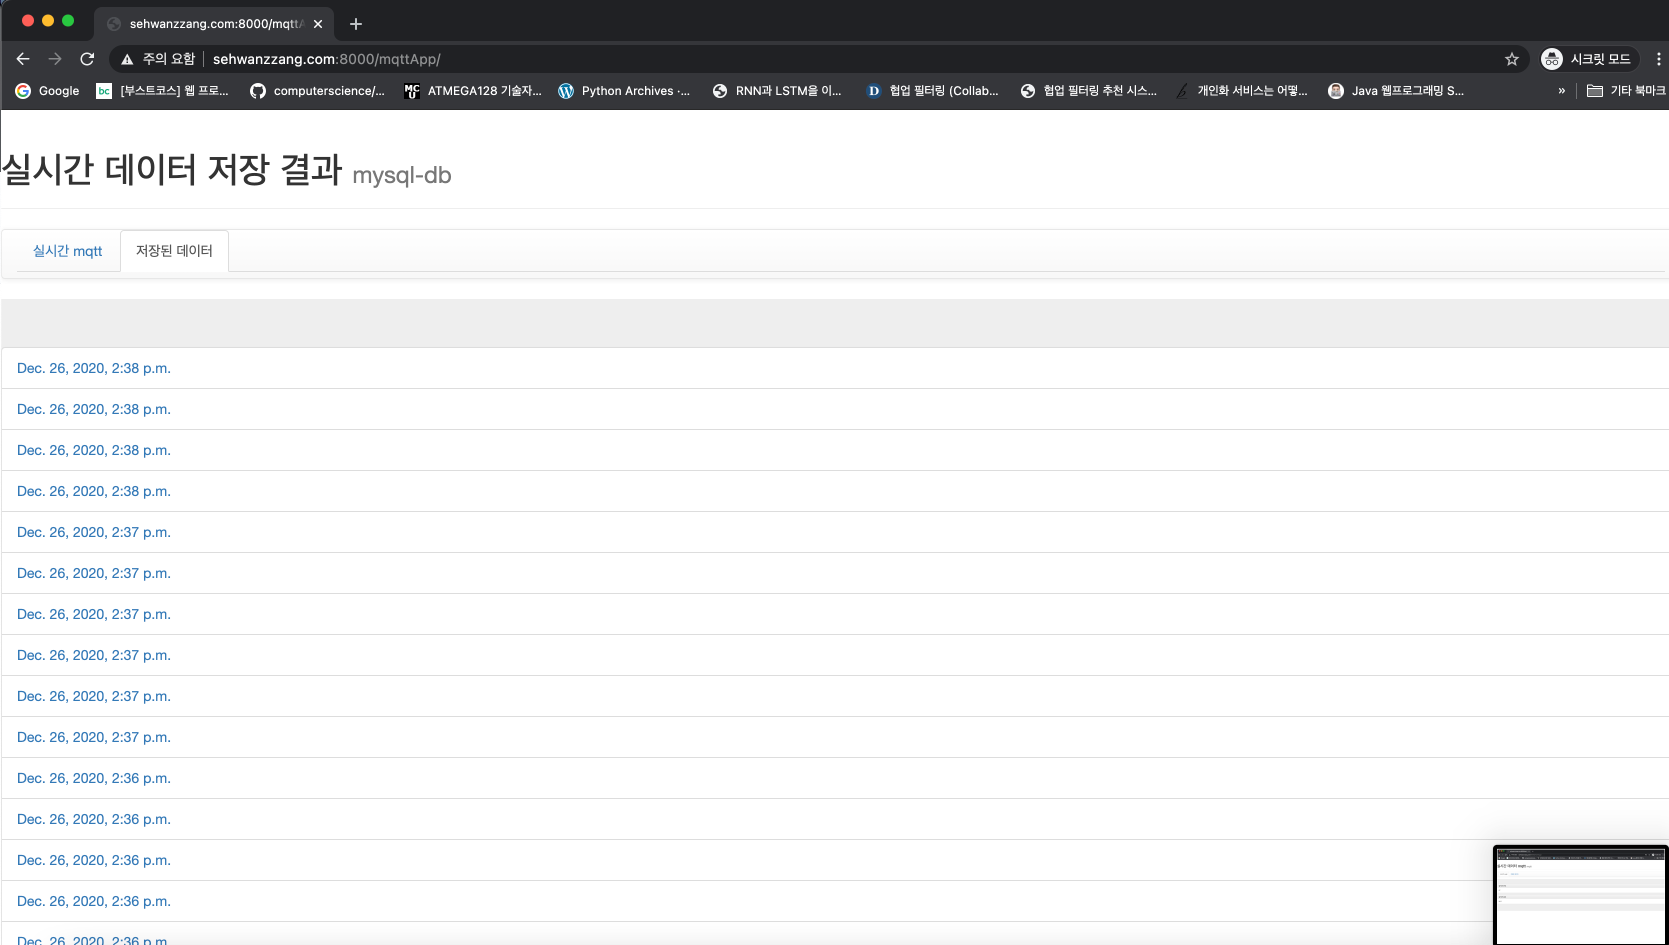 sehwanzzang.com:8000/mqttA
주의 요함 sehwanzzang.com:8000/mqttApp/ 시크릿 모드
Google [부스트코스] 웹 프로... computerscience/... ATMEGA128 기술자... Python Archives -... RNN과 LSTM을 이... 협업 필터링 (Collab... 협업 필터링 추천 시스... 개인화 서비스는 어떻... Java 웹프로그래밍 S... » 기타 북마크
실시간 데이터 저장 결과 mysql-db
실시간 mqtt 저장된 데이터
Dec. 26, 2020, 2:38 p.m.
Dec. 26, 2020, 2:38 p.m.
Dec. 26, 2020, 2:38 p.m.
Dec. 26, 2020, 2:38 p.m.
Dec. 26, 2020, 2:37 p.m.
Dec. 26, 2020, 2:37 p.m.
Dec. 26, 2020, 2:37 p.m.
Dec. 26, 2020, 2:37 p.m.
Dec. 26, 2020, 2:37 p.m.
Dec. 26, 2020, 2:37 p.m.
Dec. 26, 2020, 2:36 p.m.
Dec. 26, 2020, 2:36 p.m.
Dec. 26, 2020, 2:36 p.m.
Dec. 26, 2020, 2:36 p.m.
Dec. 26, 2020, 2:36 p.m.